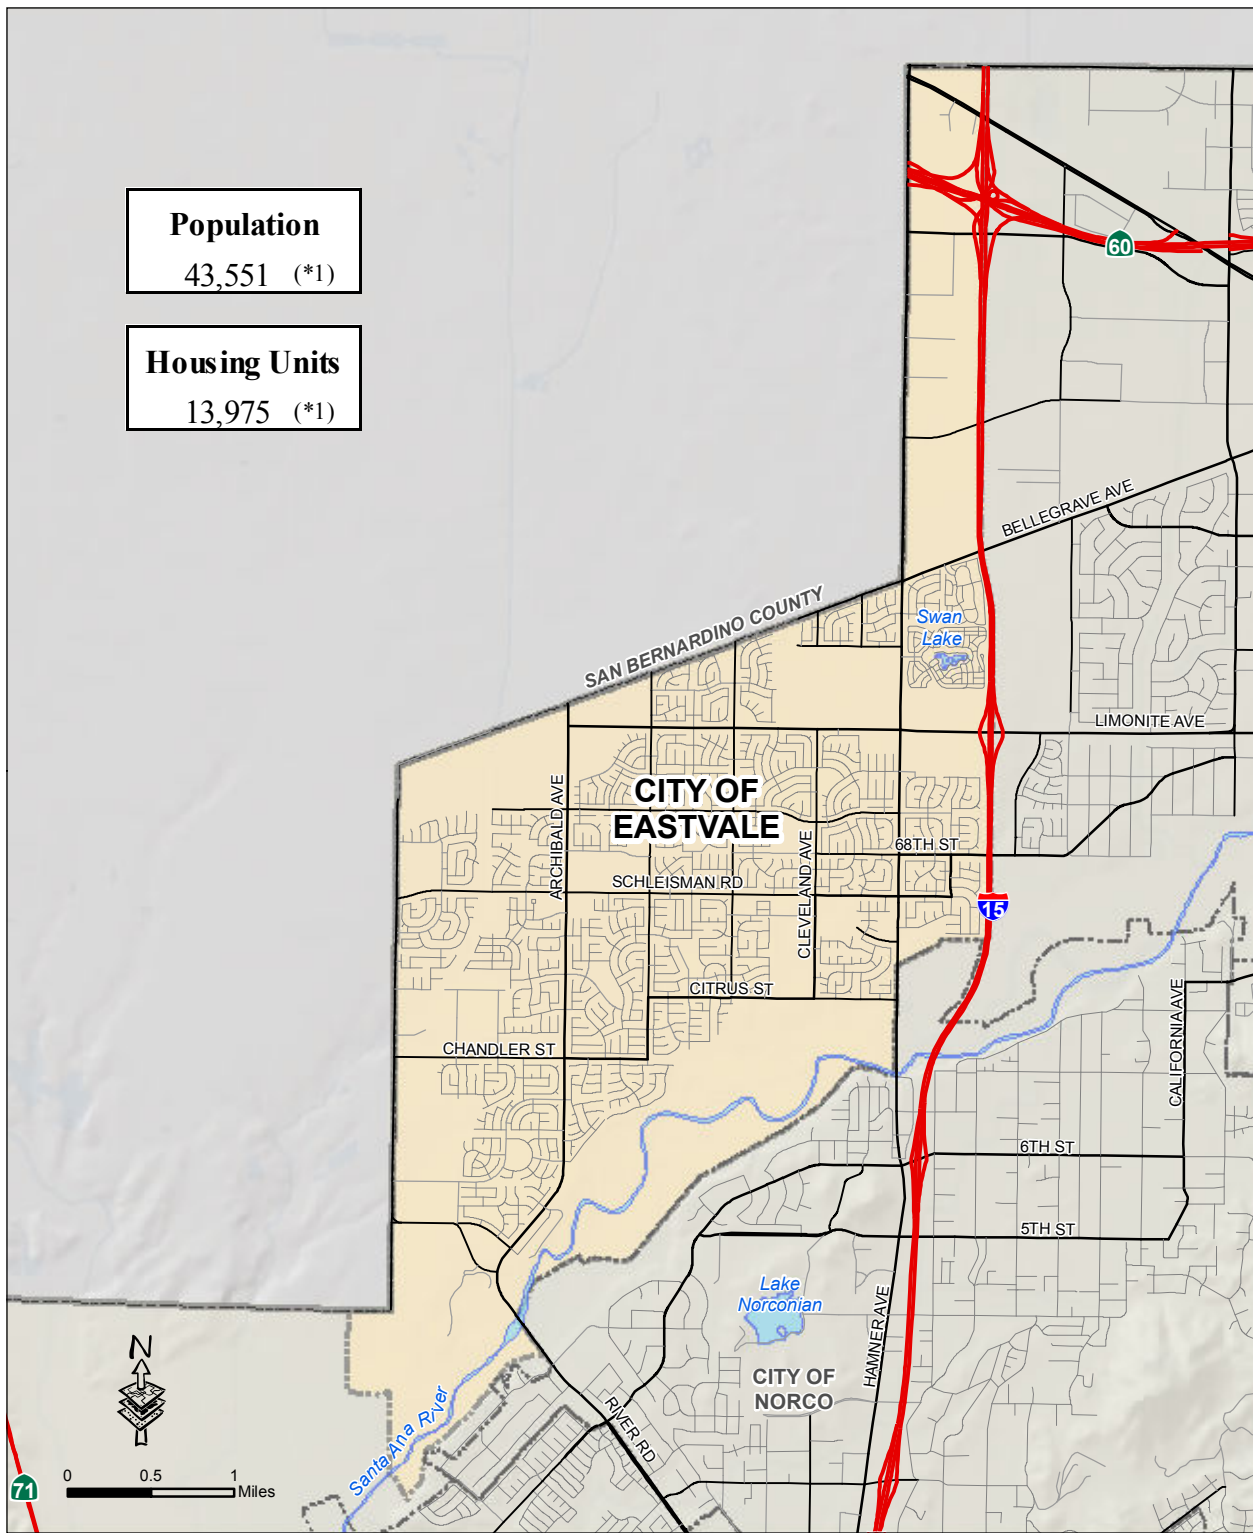 Population
43,551 (*1)
Housing Units
13,975 (*1)
60
BELLEGRAVE AVE
SAN BERNARDINO COUNTY
Swan
Lake
LIMONITE AVE
CITY OF
EASTVALE
ARCHIBALD AVE
CLEVELAND AVE
68TH ST
SCHLEISMAN RD
15
CITRUS ST
CALIFORNIA AVE
CHANDLER ST
6TH ST
5TH ST
Lake
Norconian
HAMNER AVE
CITY OF
NORCO
RIVER RD
Santa Ana River
N
71
0 0.5 1
Miles